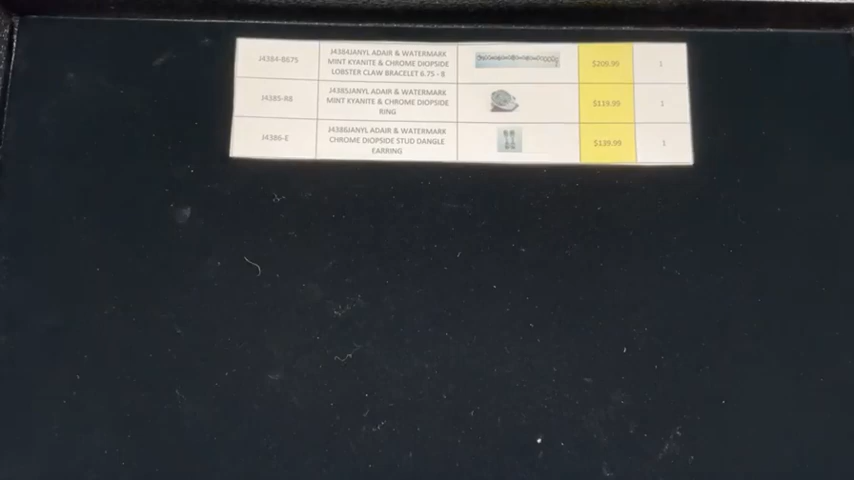 J4384-B675
J4384JANYL ADAIR & WATERMARK
MINT KYANITE & CHROME DIOPSIDE
LOBSTER CLAW BRACELET 6.75 - 8
$209.99
1
J4385-R8
J4385JANYL ADAIR & WATERMARK
MINT KYANITE & CHROME DIOPSIDE
RING
$119.99
1
J4386-E
J4386JANYL ADAIR & WATERMARK
CHROME DIOPSIDE STUD DANGLE
EARRING
$139.99
1